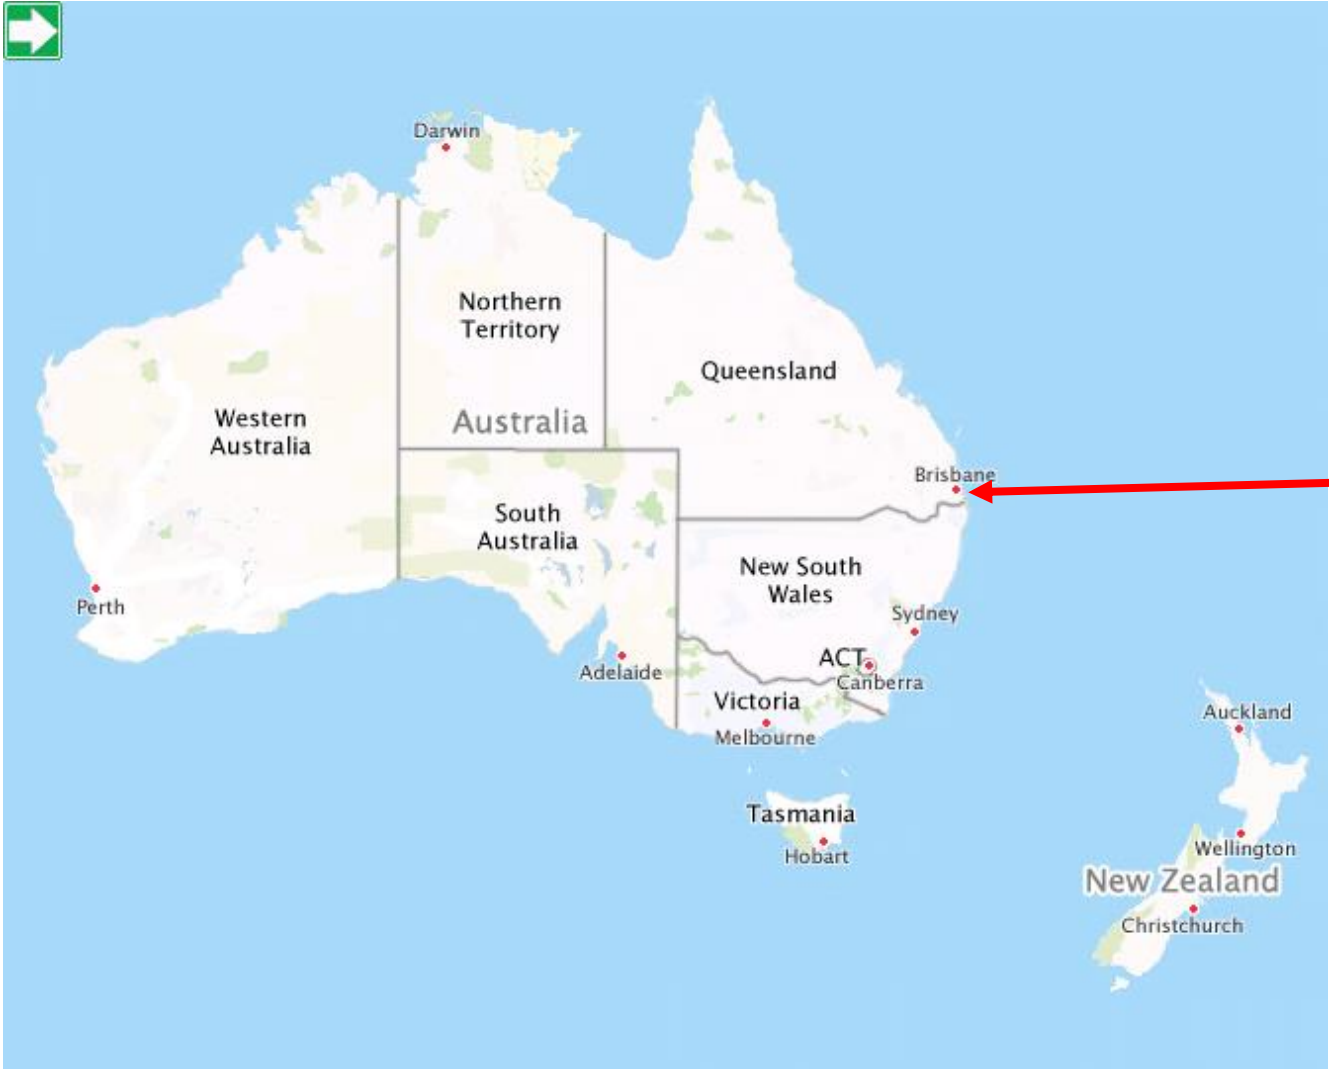 Darwin
Northern
Territory
Queensland
Western
Australia
Australia
Brisbane
South
Australia
New South
Wales
Perth
Sydney
Adelaide
ACT
Canberra
Victoria
Melbourne
Auckland
Tasmania
Hobart
Wellington
New Zealand
Christchurch